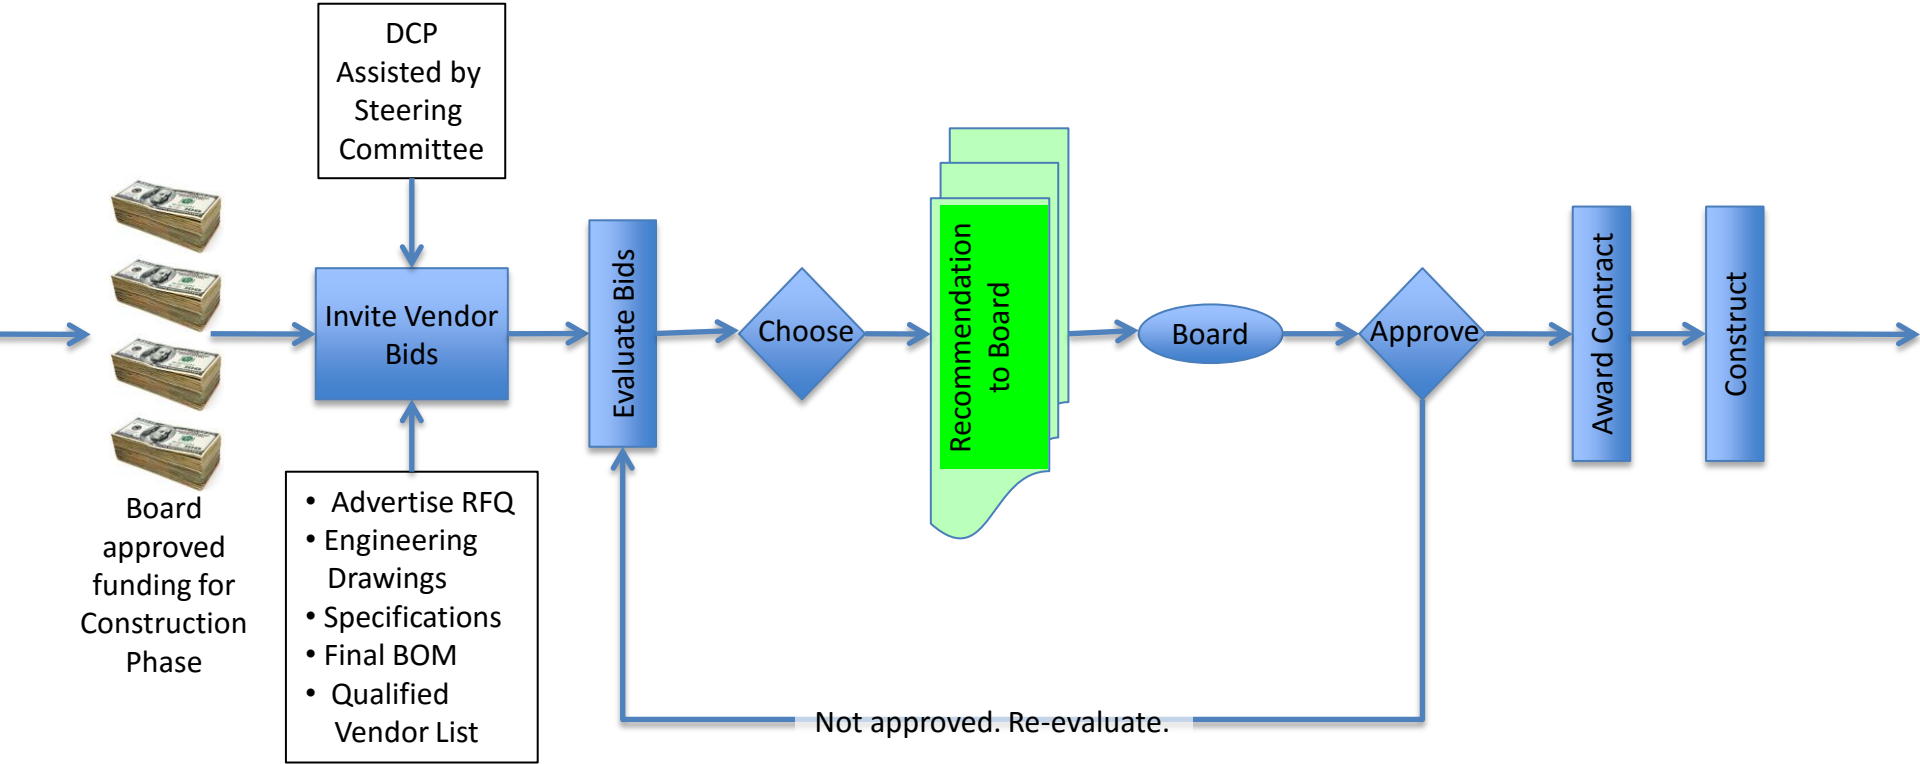 DCP
Assisted by
Steering
Committee
Board
approved
funding for
Construction
Phase
Invite Vendor
Bids
• Advertise RFQ
• Engineering
Drawings
• Specifications
• Final BOM
• Qualified
Vendor List
Evaluate Bids
Choose
Recommendation
to Board
Board
Approve
Award Contract
Construct
Not approved. Re-evaluate.